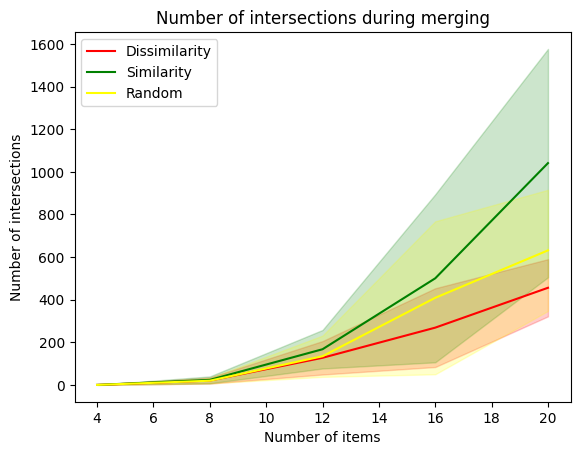 Number of intersections during merging
Dissimilarity
Similarity
Random
Number of intersections
1600
1400
1200
1000
800
600
400
200
0
4 6 8 10 12 14 16 18 20
Number of items